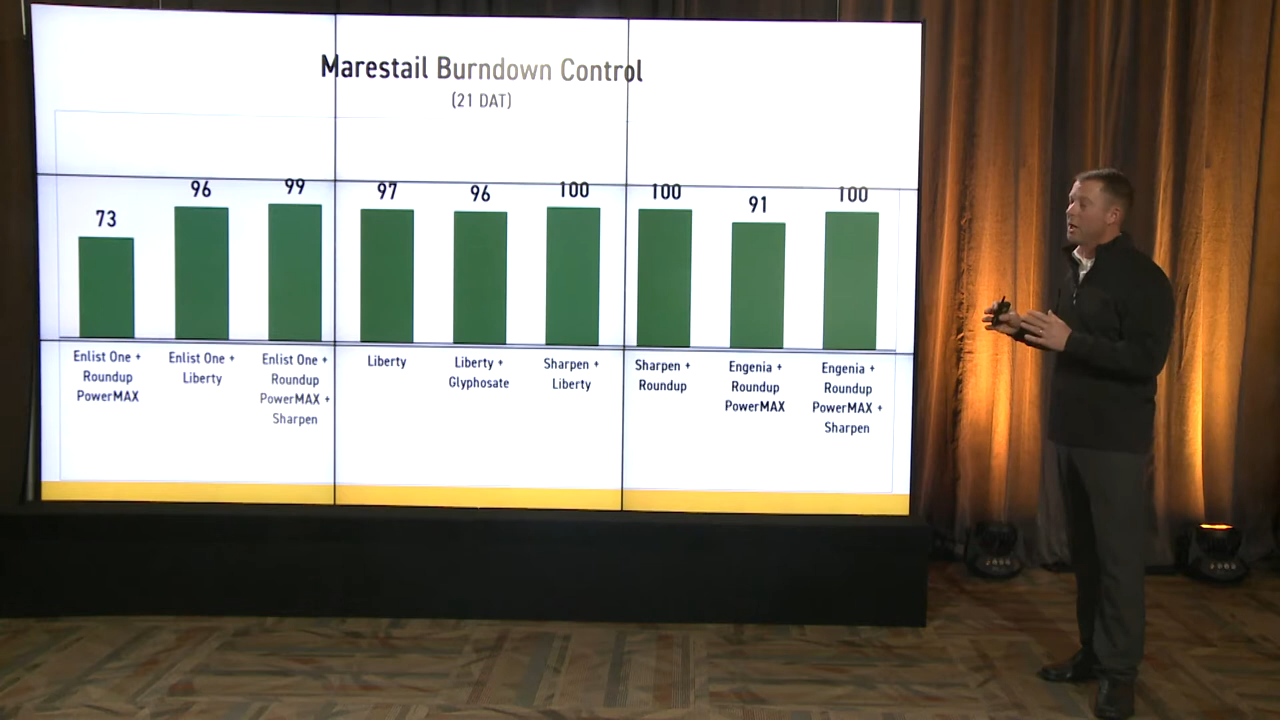 Marestail Burndown Control
(21 DAT)
73
96
99
97
96
100
100
91
100
Enlist One +
Roundup
PowerMAX
Enlist One +
Liberty
Enlist One +
Roundup
PowerMAX +
Sharpen
Liberty
Liberty +
Glyphosate
Sharpen +
Liberty
Sharpen +
Roundup
Engenia +
Roundup
PowerMAX
Engenia +
Roundup
PowerMAX +
Sharpen